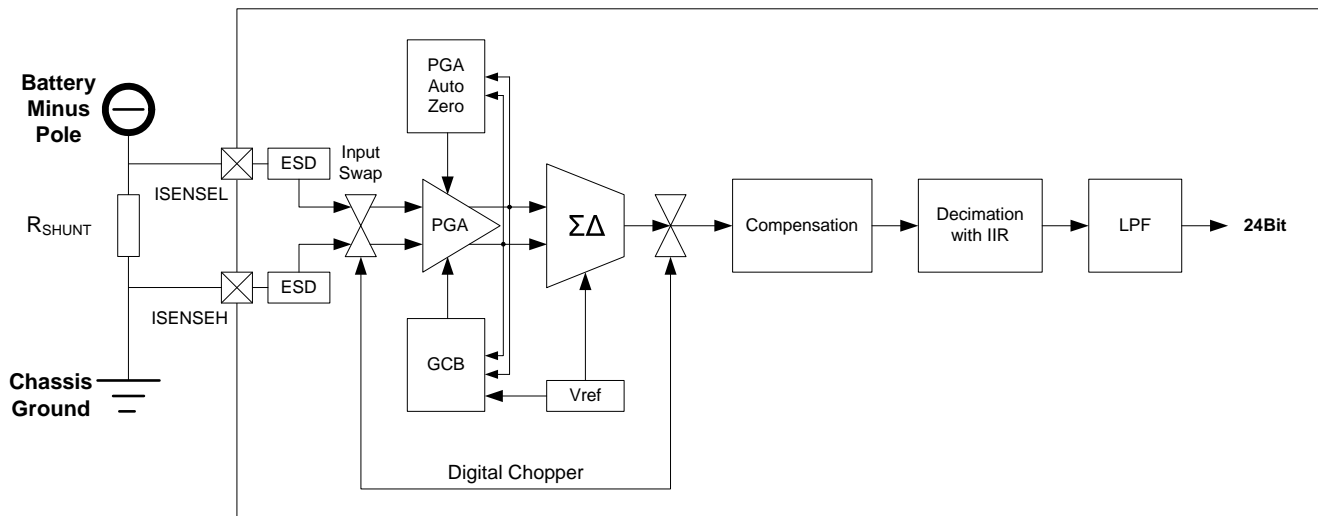 Battery
Minus
Pole
R_SHUNT
Chassis
Ground
ISENSEL
ISENSEH
ESD
ESD
Input
Swap
PGA
Auto
Zero
PGA
GCB
ΣΔ
Vref
Digital Chopper
Compensation
Decimation
with IIR
LPF
24Bit